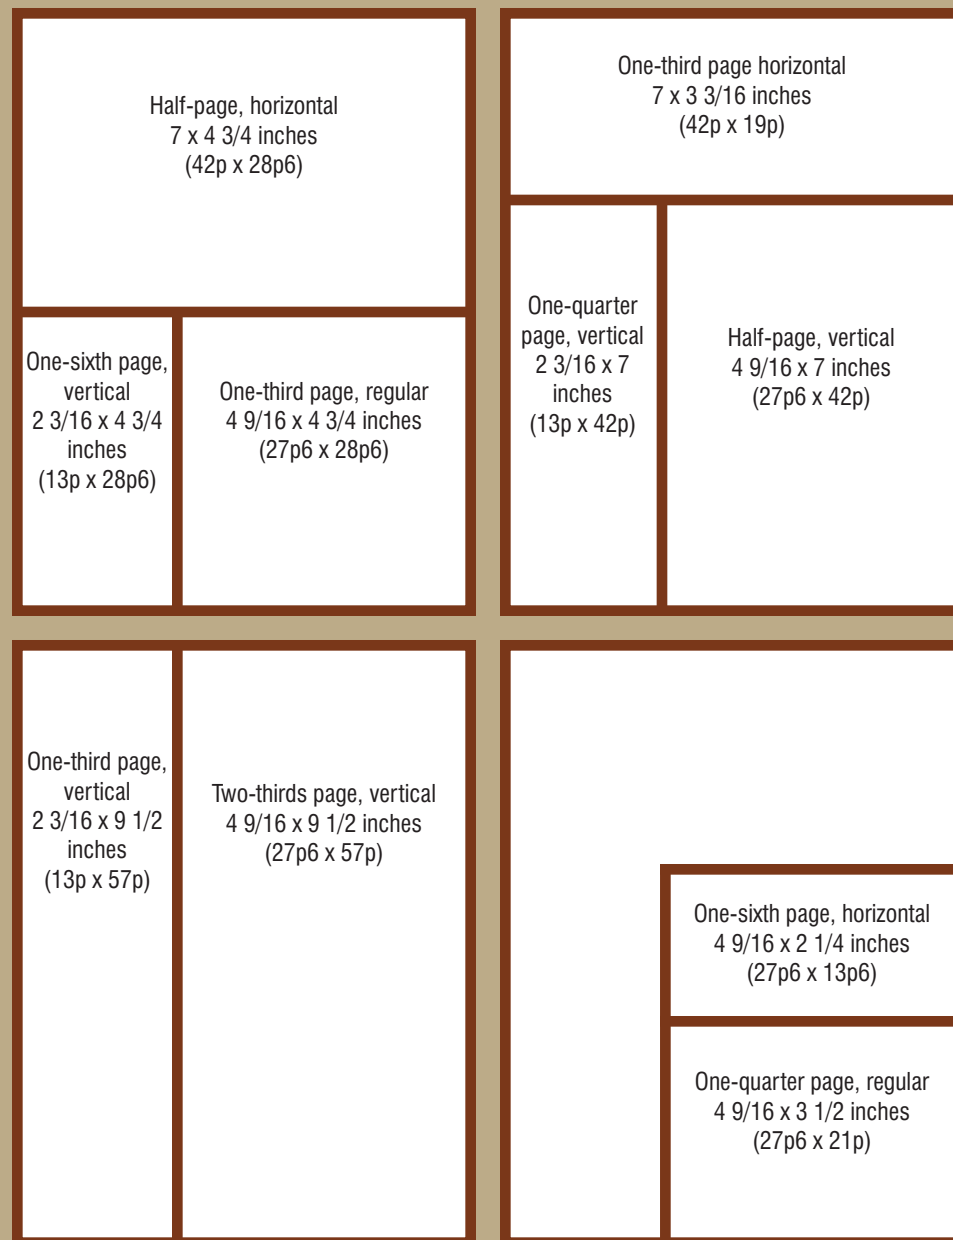 Half-page, horizontal
7 x 4 3/4 inches
(42p x 28p6)
One-sixth page,
vertical
2 3/16 x 4 3/4
inches
(13p x 28p6)
One-third page, regular
4 9/16 x 4 3/4 inches
(27p6 x 28p6)
One-third page horizontal
7 x 3 3/16 inches
(42p x 19p)
One-quarter
page, vertical
2 3/16 x 7
inches
(13p x 42p)
Half-page, vertical
4 9/16 x 7 inches
(27p6 x 42p)
One-third page,
vertical
2 3/16 x 9 1/2
inches
(13p x 57p)
Two-thirds page, vertical
4 9/16 x 9 1/2 inches
(27p6 x 57p)
One-sixth page, horizontal
4 9/16 x 2 1/4 inches
(27p6 x 13p6)
One-quarter page, regular
4 9/16 x 3 1/2 inches
(27p6 x 21p)